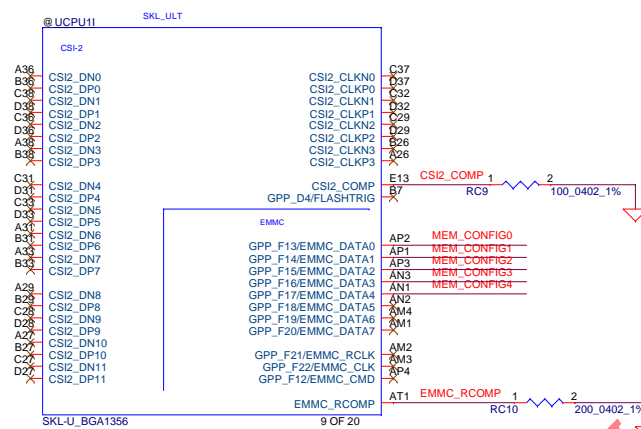 @ UCPU1I
SKL_ULT
CSI-2
A36 CSI2_DN0 CSI2_CLKN0 C37
B36 CSI2_DP0 CSI2_CLKP0 D37
C38 CSI2_DN1 CSI2_CLKN1 C32
D38 CSI2_DP1 CSI2_CLKP1 D32
C36 CSI2_DN2 CSI2_CLKN2 C29
D36 CSI2_DP2 CSI2_CLKP2 D29
A38 CSI2_DN3 CSI2_CLKN3 B26
B38 CSI2_DP3 CSI2_CLKP3 A26
C31 CSI2_DN4 CSI2_COMP E13 CSI2_COMP 1 2
RC9 100_0402_1%
D31 CSI2_DP4 GPP_D4/FLASHTRIG B7
C33 CSI2_DN5
D33 CSI2_DP5
EMMC
A31 CSI2_DN6
B31 CSI2_DP6 GPP_F13/EMMC_DATA0 AP2 MEM_CONFIG0
A33 CSI2_DN7 GPP_F14/EMMC_DATA1 AP1 MEM_CONFIG1
B33 CSI2_DP7 GPP_F15/EMMC_DATA2 AP3 MEM_CONFIG2
GPP_F16/EMMC_DATA3 AN3 MEM_CONFIG3
A29 CSI2_DN8 GPP_F17/EMMC_DATA4 AN1 MEM_CONFIG4
B29 CSI2_DP8 GPP_F18/EMMC_DATA5 AN2
C28 CSI2_DN9 GPP_F19/EMMC_DATA6 AM4
D28 CSI2_DP9 GPP_F20/EMMC_DATA7 AM1
A27 CSI2_DN10
B27 CSI2_DP10 GPP_F21/EMMC_RCLK AM2
C27 CSI2_DN11 GPP_F22/EMMC_CLK AM3
D27 CSI2_DP11 GPP_F12/EMMC_CMD AP4
EMMC_RCOMP AT1 EMMC_RCOMP 1 2
RC10 200_0402_1%
SKL-U_BGA1356 9 OF 20